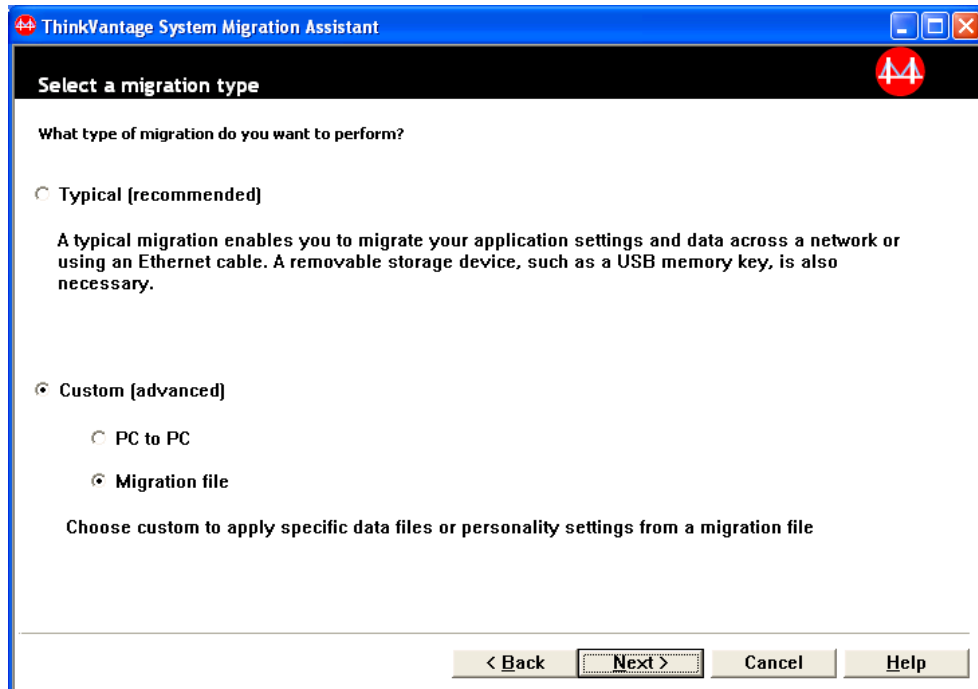 ThinkVantage System Migration Assistant
Select a migration type
What type of migration do you want to perform?
Typical (recommended)
A typical migration enables you to migrate your application settings and data across a network or
using an Ethernet cable. A removable storage device, such as a USB memory key, is also
necessary.
Custom (advanced)
PC to PC
Migration file
Choose custom to apply specific data files or personality settings from a migration file
< Back Next > Cancel Help